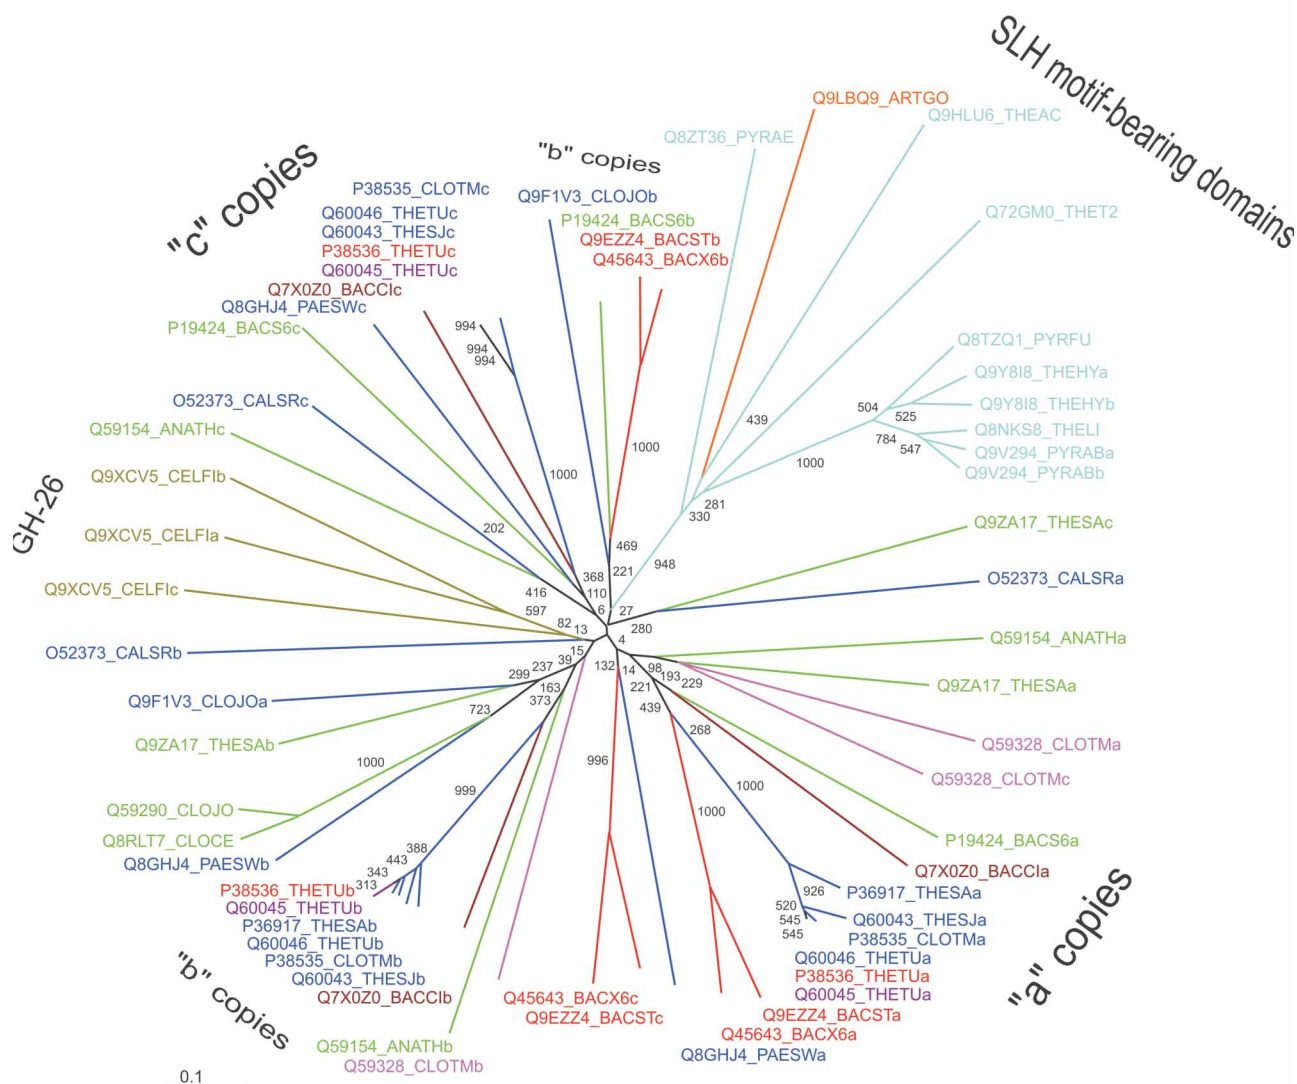 SLH motif-bearing domains
Q9LBQ9_ARTGO
Q9HLU6_THEAC
Q8ZT36_PYRAE
"b" copies
"c" copies
P38535_CLOTMc
Q9F1V3_CLOJOb
Q60046_THETUc
P19424_BACS6b
Q72GM0_THET2
Q60043_THESJc
Q9EZZ4_BACSTb
P38536_THETUc
Q45643_BACX6b
Q60045_THETUc
Q7X0Z0_BACCIc
Q8GHJ4_PAESWc
P19424_BACS6c
994
994
994
Q8TZQ1_PYRFU
Q9Y8I8_THEHYa
O52373_CALSRc
504
525
Q9Y8I8_THEHYb
439
Q59154_ANATHc
Q8NKS8_THELI
784
547
Q9V294_PYRABa
1000
1000
1000
Q9V294_PYRABb
Q9XCV5_CELFIb
GH-26
281
330
202
Q9ZA17_THESAc
Q9XCV5_CELFIa
469
948
221
368
O52373_CALSRa
Q9XCV5_CELFIc
416
110
597
6
27
82
13
280
4
Q59154_ANATHa
O52373_CALSRb
15
39
237
299
132
14
98
193
229
Q9ZA17_THESAa
163
221
Q9F1V3_CLOJOa
373
439
723
268
Q9ZA17_THESAb
Q59328_CLOTMa
1000
996
Q59328_CLOTMc
999
1000
1000
Q59290_CLOJO
Q8RLT7_CLOCE
P19424_BACS6a
388
443
Q8GHJ4_PAESWb
343
Q7X0Z0_BACCIa
313
P38536_THETUb
926
P36917_THESAa
Q60045_THETUb
520
P36917_THESAb
545
Q60043_THESJa
545
Q60046_THETUb
P38535_CLOTMa
P38535_CLOTMb
Q60046_THETUa
Q60043_THESJb
P38536_THETUa
Q7X0Z0_BACCIb
Q60045_THETUa
"a" copies
"b" copies
Q45643_BACX6c
Q9EZZ4_BACSTc
Q9EZZ4_BACSTa
Q45643_BACX6a
Q59154_ANATHb
Q8GHJ4_PAESWa
Q59328_CLOTMb
0.1